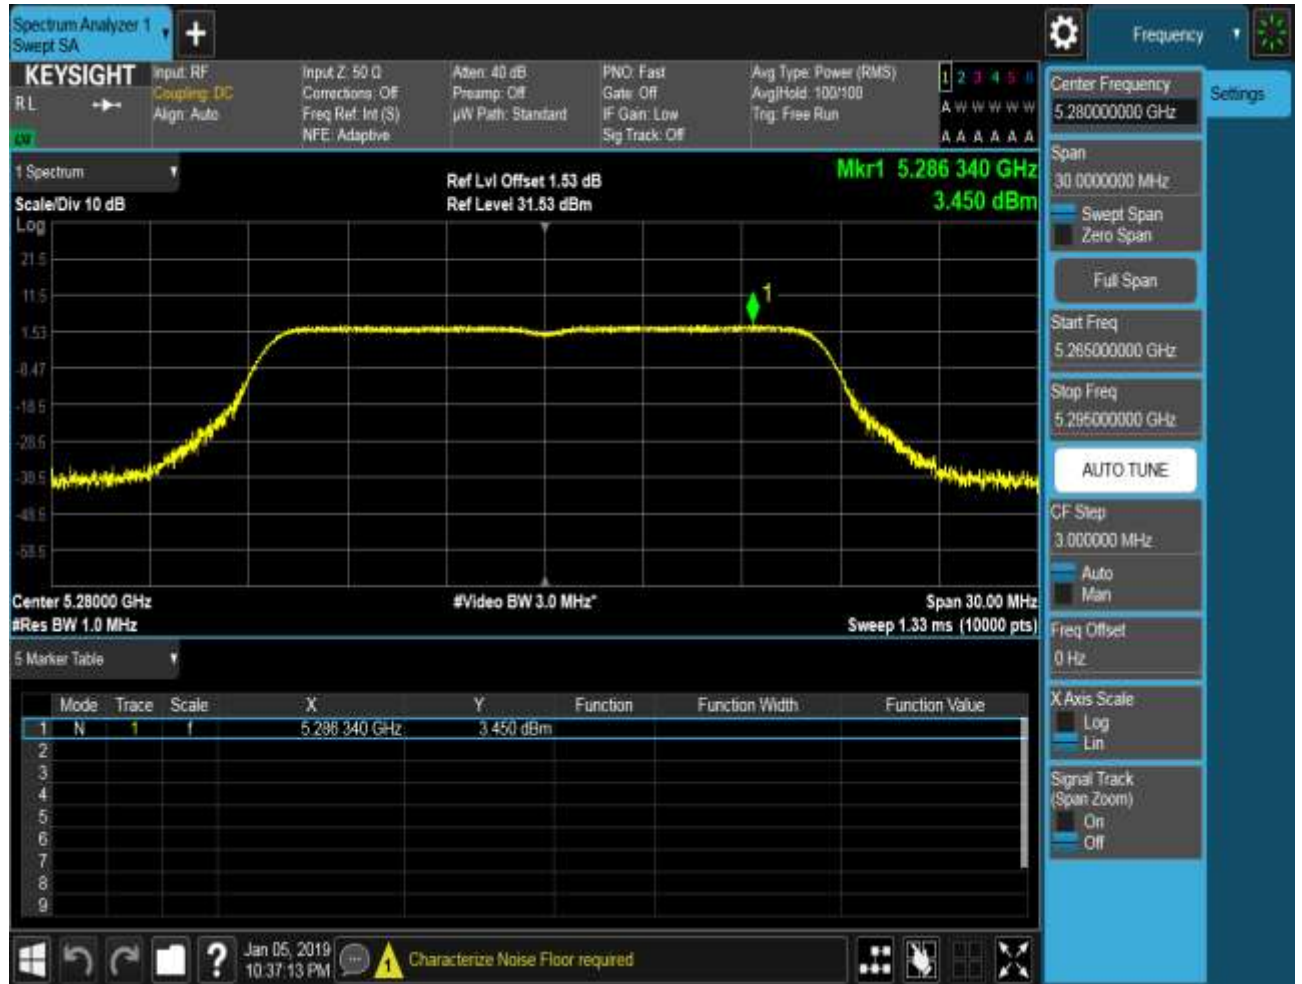 Spectrum Analyzer 1
Swept SA
Frequency
KEYSIGHT
R L
Input: RF
Coupling: DC
Align: Auto
Input Z: 50 Ω
Corrections: Off
Freq Ref: Int (S)
NFE: Adaptive
Atten: 40 dB
Preamp: Off
µW Path: Standard
PNO: Fast
Gate: Off
IF Gain: Low
Sig Track: Off
Avg Type: Power (RMS)
Avg|Hold: 100/100
Trig: Free Run
1 2 3 4 5 6
A W W W W W
A A A A A A
1 Spectrum
Scale/Div 10 dB
Ref Lvl Offset 1.53 dB
Ref Level 31.53 dBm
Mkr1 5.286 340 GHz
3.450 dBm
Log
21.5
11.5
1.53
-8.47
-18.5
-28.5
-38.5
-48.5
-58.5
1
Center 5.28000 GHz
#Video BW 3.0 MHz*
Span 30.00 MHz
#Res BW 1.0 MHz
Sweep 1.33 ms (10000 pts)
5 Marker Table
Mode Trace Scale X Y Function Function Width Function Value
1 N 1 f 5.286 340 GHz 3.450 dBm
2
3
4
5
6
7
8
9
Jan 05, 2019
10:37:13 PM
Characterize Noise Floor required
Center Frequency
5.280000000 GHz
Settings
Span
30.0000000 MHz
Swept Span
Zero Span
Full Span
Start Freq
5.265000000 GHz
Stop Freq
5.295000000 GHz
AUTO TUNE
CF Step
3.000000 MHz
Auto
Man
Freq Offset
0 Hz
X Axis Scale
Log
Lin
Signal Track
(Span Zoom)
On
Off